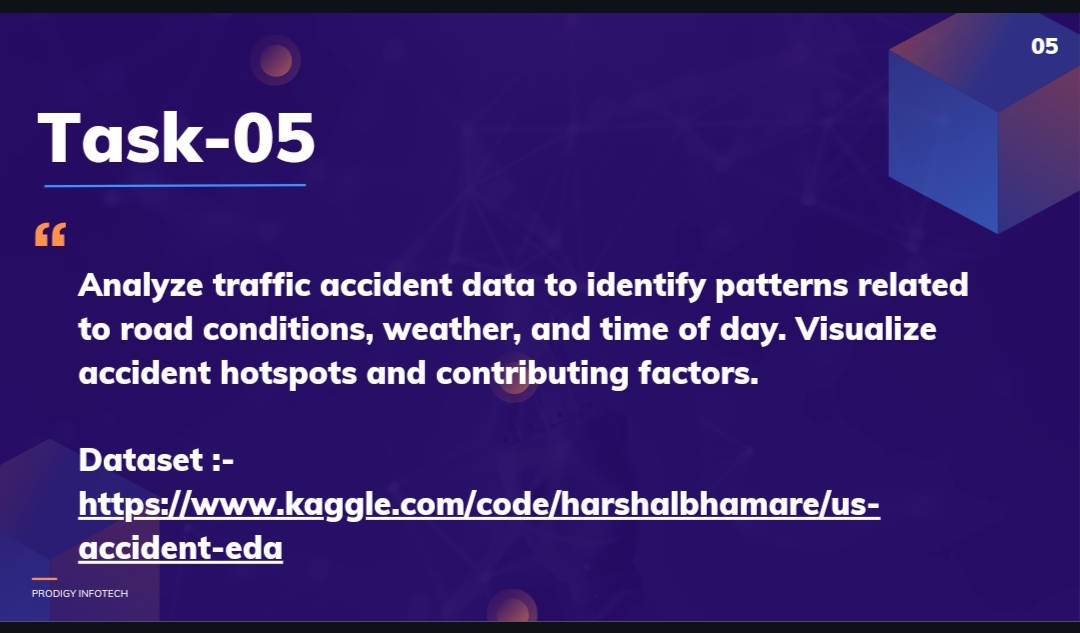 05
Task-05
“
Analyze traffic accident data to identify patterns related
to road conditions, weather, and time of day. Visualize
accident hotspots and contributing factors.
Dataset :-
https://www.kaggle.com/code/harshalbhamare/us-
accident-eda
PRODIGY INFOTECH